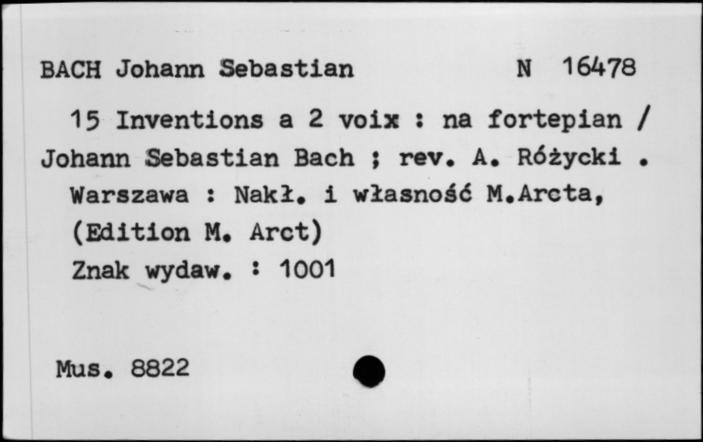 BACH Johann Sebastian N 16478
15 Inventions a 2 voix : na fortepian /
Johann Sebastian Bach ; rev. A. Różycki .
Warszawa : Nakł. i własność M.Arcta,
(Edition M. Arct)
Znak wydaw. : 1001
Mus. 8822